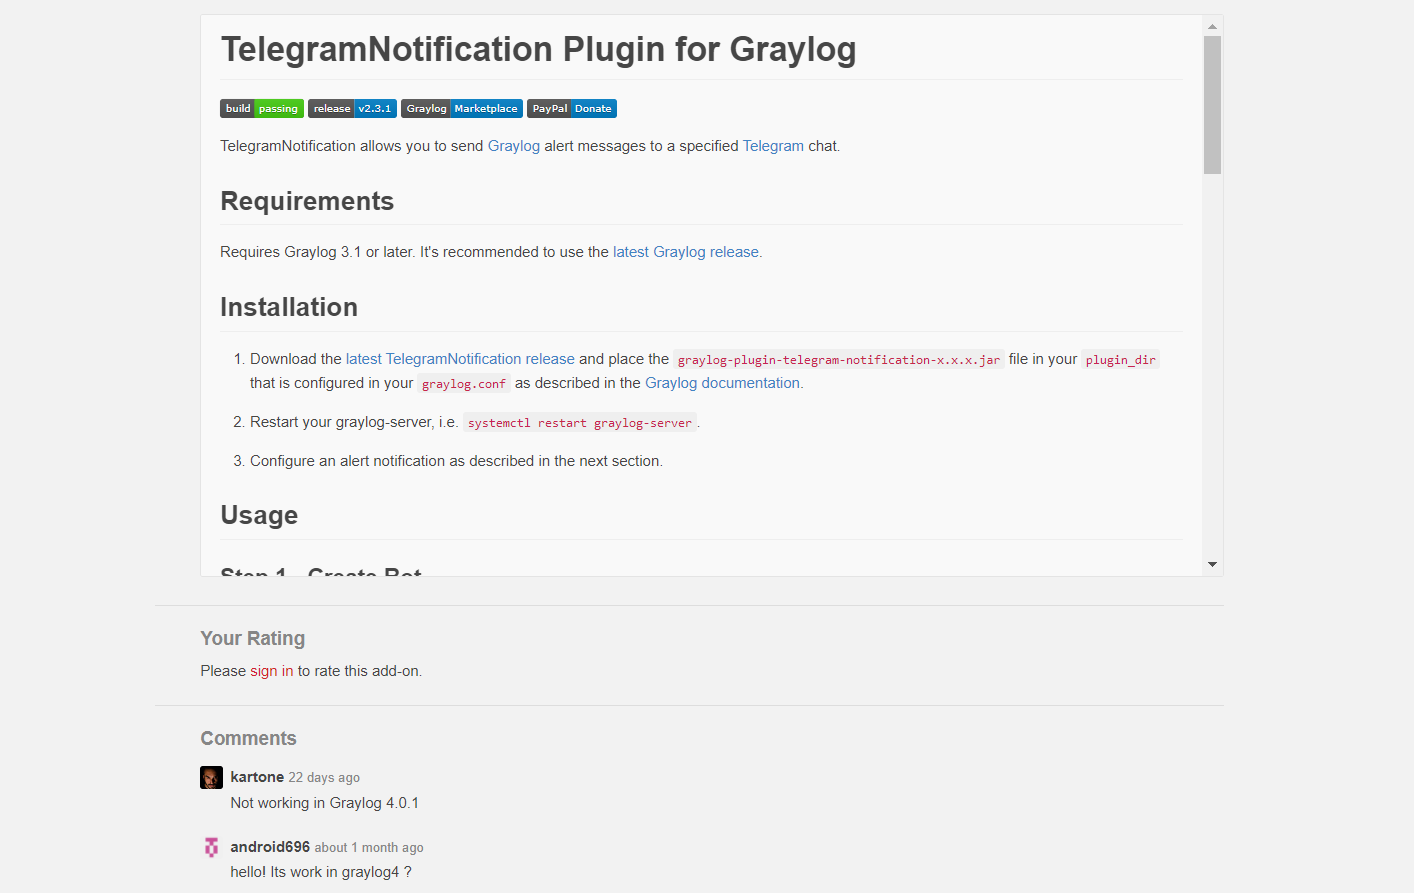 TelegramNotification Plugin for Graylog
build passing release v2.3.1 Graylog Marketplace PayPal Donate
TelegramNotification allows you to send Graylog alert messages to a specified Telegram chat.
Requirements
Requires Graylog 3.1 or later. It's recommended to use the latest Graylog release.
Installation
1. Download the latest TelegramNotification release and place the graylog-plugin-telegram-notification-x.x.x.jar file in your plugin_dir
that is configured in your graylog.conf as described in the Graylog documentation.
2. Restart your graylog-server, i.e. systemctl restart graylog-server.
3. Configure an alert notification as described in the next section.
Usage
Step 1 - Create Bot
Your Rating
Please sign in to rate this add-on.
Comments
kartone 22 days ago
Not working in Graylog 4.0.1
android696 about 1 month ago
hello! Its work in graylog4 ?